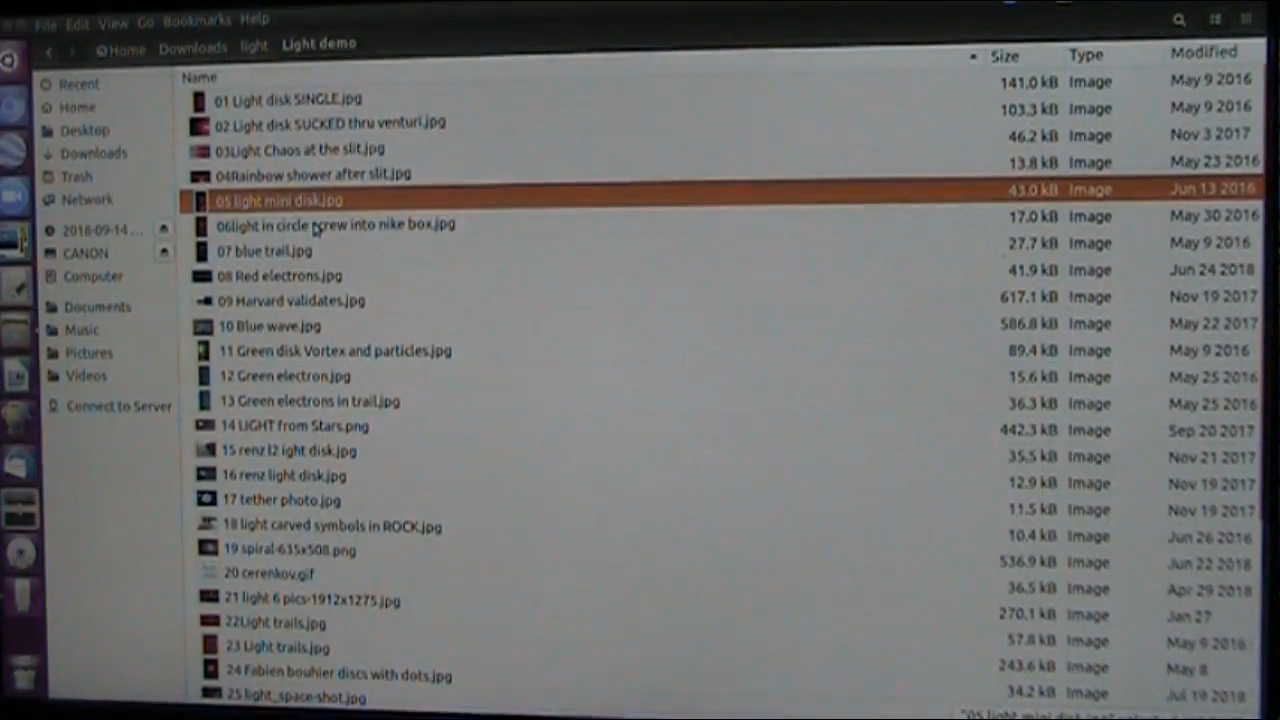 File Edit View Go Bookmarks Help
Home Downloads light Light demo
Name Size Type Modified
Recent
Home
Desktop
Downloads
Trash
Network
2018-09-14 ...
CANON
Computer
Documents
Music
Pictures
Videos
Connect to Server
01 Light disk SINGLE.jpg 141.0 kB Image May 9 2016
02 Light disk SUCKED thru venturi.jpg 103.3 kB Image May 9 2016
03Light Chaos at the slit.jpg 46.2 kB Image Nov 3 2017
04Rainbow shower after slit.jpg 13.8 kB Image May 23 2016
05 light mini disk.jpg 43.0 kB Image Jun 13 2016
06light in circle screw into nike box.jpg 17.0 kB Image May 30 2016
07 blue trail.jpg 27.7 kB Image May 9 2016
08 Red electrons.jpg 41.9 kB Image Jun 24 2018
09 Harvard validates.jpg 617.1 kB Image Nov 19 2017
10 Blue wave.jpg 586.8 kB Image May 22 2017
11 Green disk Vortex and particles.jpg 89.4 kB Image May 9 2016
12 Green electron.jpg 15.6 kB Image May 25 2016
13 Green electrons in trail.jpg 36.3 kB Image May 25 2016
14 LIGHT from Stars.png 442.3 kB Image Sep 20 2017
15 renz l2 ight disk.jpg 35.5 kB Image Nov 21 2017
16 renz light disk.jpg 12.9 kB Image Nov 19 2017
17 tether photo.jpg 11.5 kB Image Nov 19 2017
18 light carved symbols in ROCK.jpg 10.4 kB Image Jun 26 2016
19 spiral-635x508.png 536.9 kB Image Jun 22 2018
20 cerenkov.gif 36.5 kB Image Apr 29 2018
21 light 6 pics-1912x1275.jpg 270.1 kB Image Jan 27
22Light trails.jpg 57.8 kB Image May 9 2016
23 Light trails.jpg 243.6 kB Image May 8
24 Fabien bouhier discs with dots.jpg 34.2 kB Image Jul 19 2018
25 light_space-shot.jpg